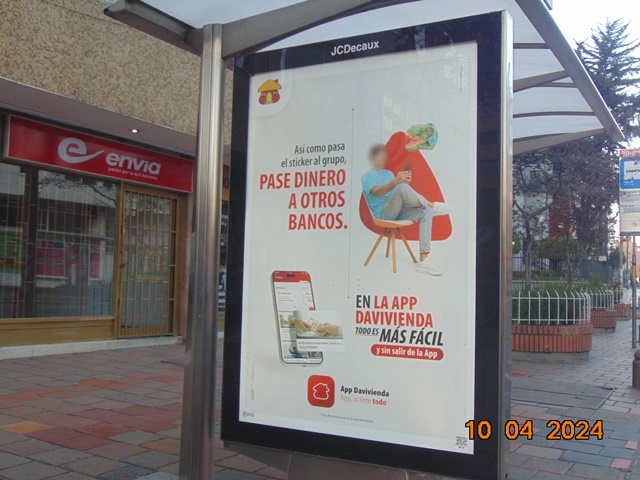 JCDecaux
Así como pasa
el sticker al grupo,
PASE DINERO
A OTROS
BANCOS.
EN LA APP
DAVIVIENDA
TODO ES MÁS FÁCIL
y sin salir de la App
App Davivienda
Aquí, lo tiene todo
e envía
10 04 2024